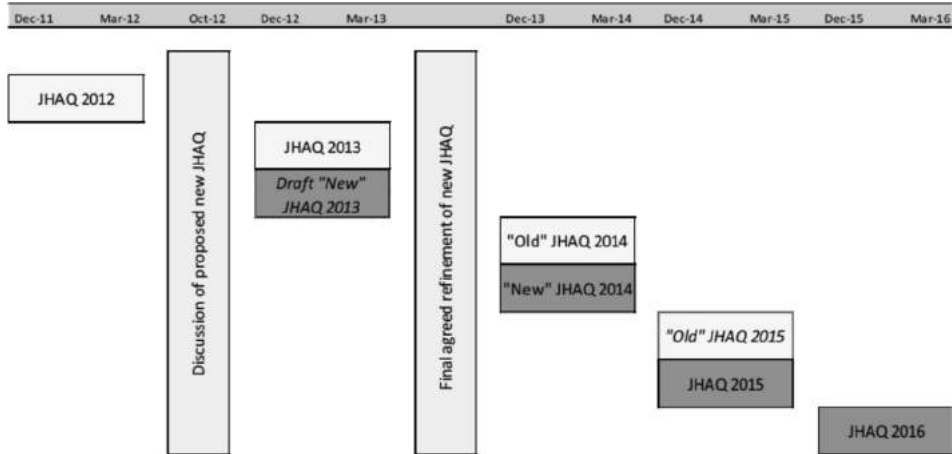 Dec-11 Mar-12 Oct-12 Dec-12 Mar-13 Dec-13 Mar-14 Dec-14 Mar-15 Dec-15 Mar-16
JHAQ 2012
Discussion of proposed new JHAQ
JHAQ 2013
Draft "New"
JHAQ 2013
Final agreed refinement of new JHAQ
"Old" JHAQ 2014
"New" JHAQ 2014
"Old" JHAQ 2015
JHAQ 2015
JHAQ 2016